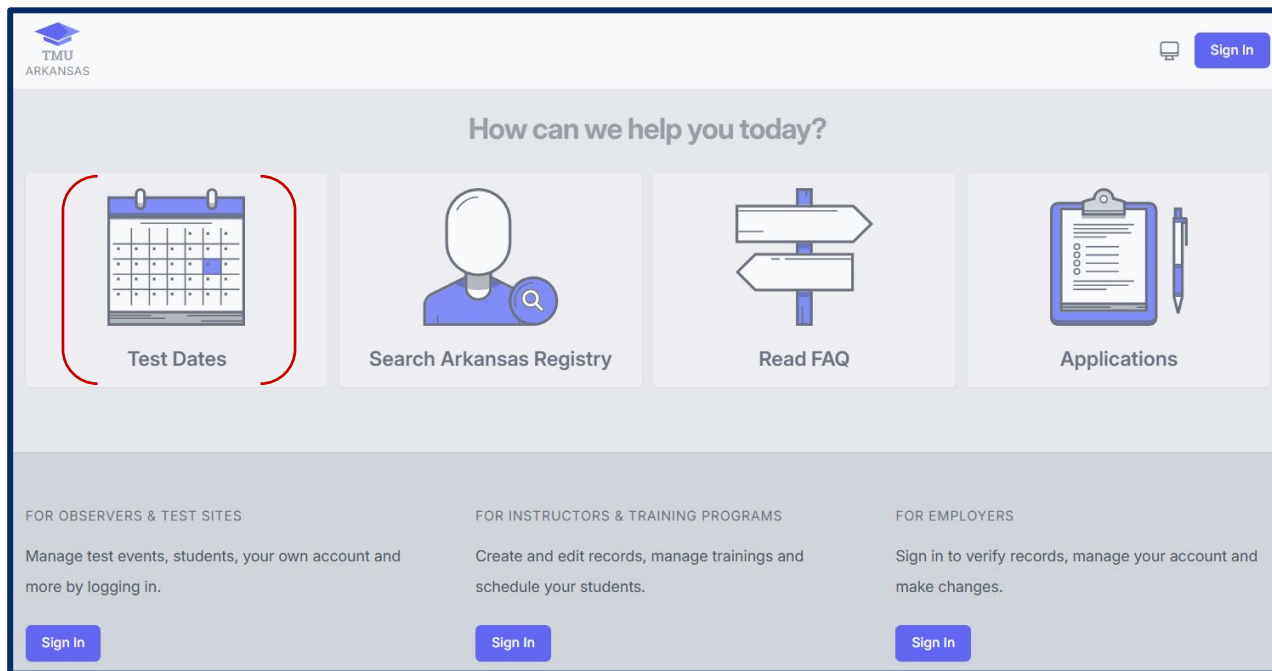 TMU
ARKANSAS
Sign In
How can we help you today?
Test Dates
Search Arkansas Registry
Read FAQ
Applications
FOR OBSERVERS & TEST SITES
Manage test events, students, your own account and
more by logging in.
Sign In
FOR INSTRUCTORS & TRAINING PROGRAMS
Create and edit records, manage trainings and
schedule your students.
Sign In
FOR EMPLOYERS
Sign in to verify records, manage your account and
make changes.
Sign In